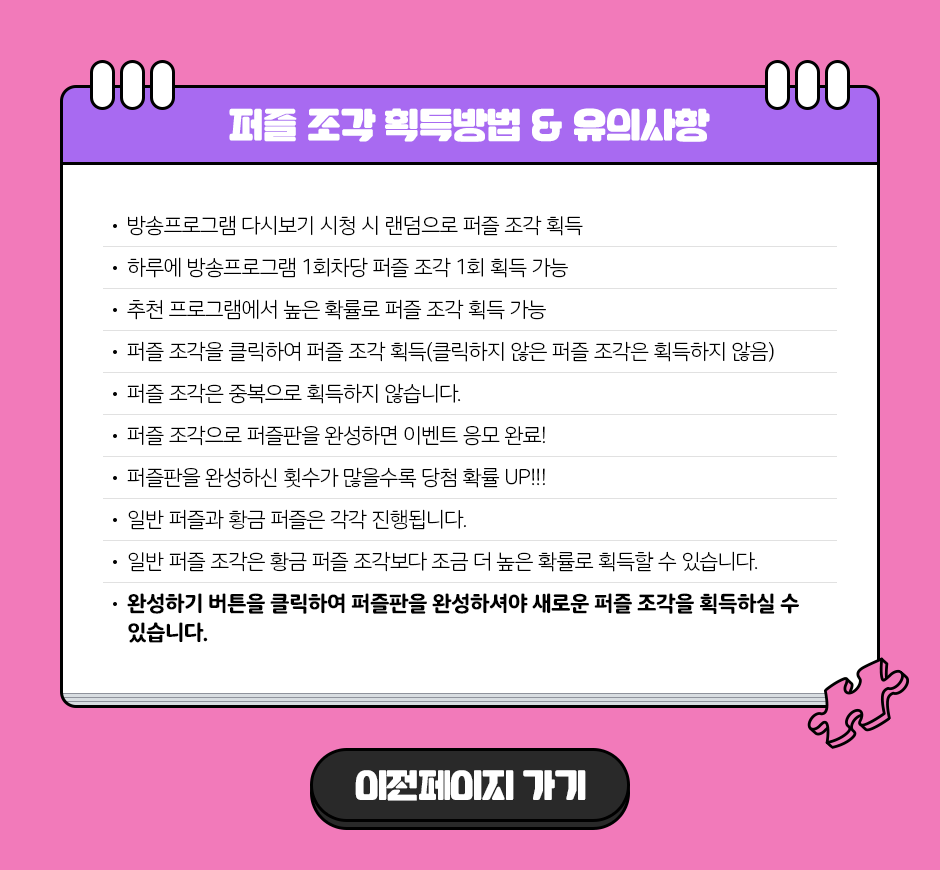 퍼즐 조각 획득방법 & 유의사항
• 방송프로그램 다시보기 시청 시 랜덤으로 퍼즐 조각 획득
• 하루에 방송프로그램 1회차당 퍼즐 조각 1회 획득 가능
• 추천 프로그램에서 높은 확률로 퍼즐 조각 획득 가능
• 퍼즐 조각을 클릭하여 퍼즐 조각 획득(클릭하지 않은 퍼즐 조각은 획득하지 않음)
• 퍼즐 조각은 중복으로 획득하지 않습니다.
• 퍼즐 조각으로 퍼즐판을 완성하면 이벤트 응모 완료!
• 퍼즐판을 완성하신 횟수가 많을수록 당첨 확률 UP!!!
• 일반 퍼즐과 황금 퍼즐은 각각 진행됩니다.
• 일반 퍼즐 조각은 황금 퍼즐 조각보다 조금 더 높은 확률로 획득할 수 있습니다.
• 완성하기 버튼을 클릭하여 퍼즐판을 완성하셔야 새로운 퍼즐 조각을 획득하실 수
있습니다.
이전페이지 가기